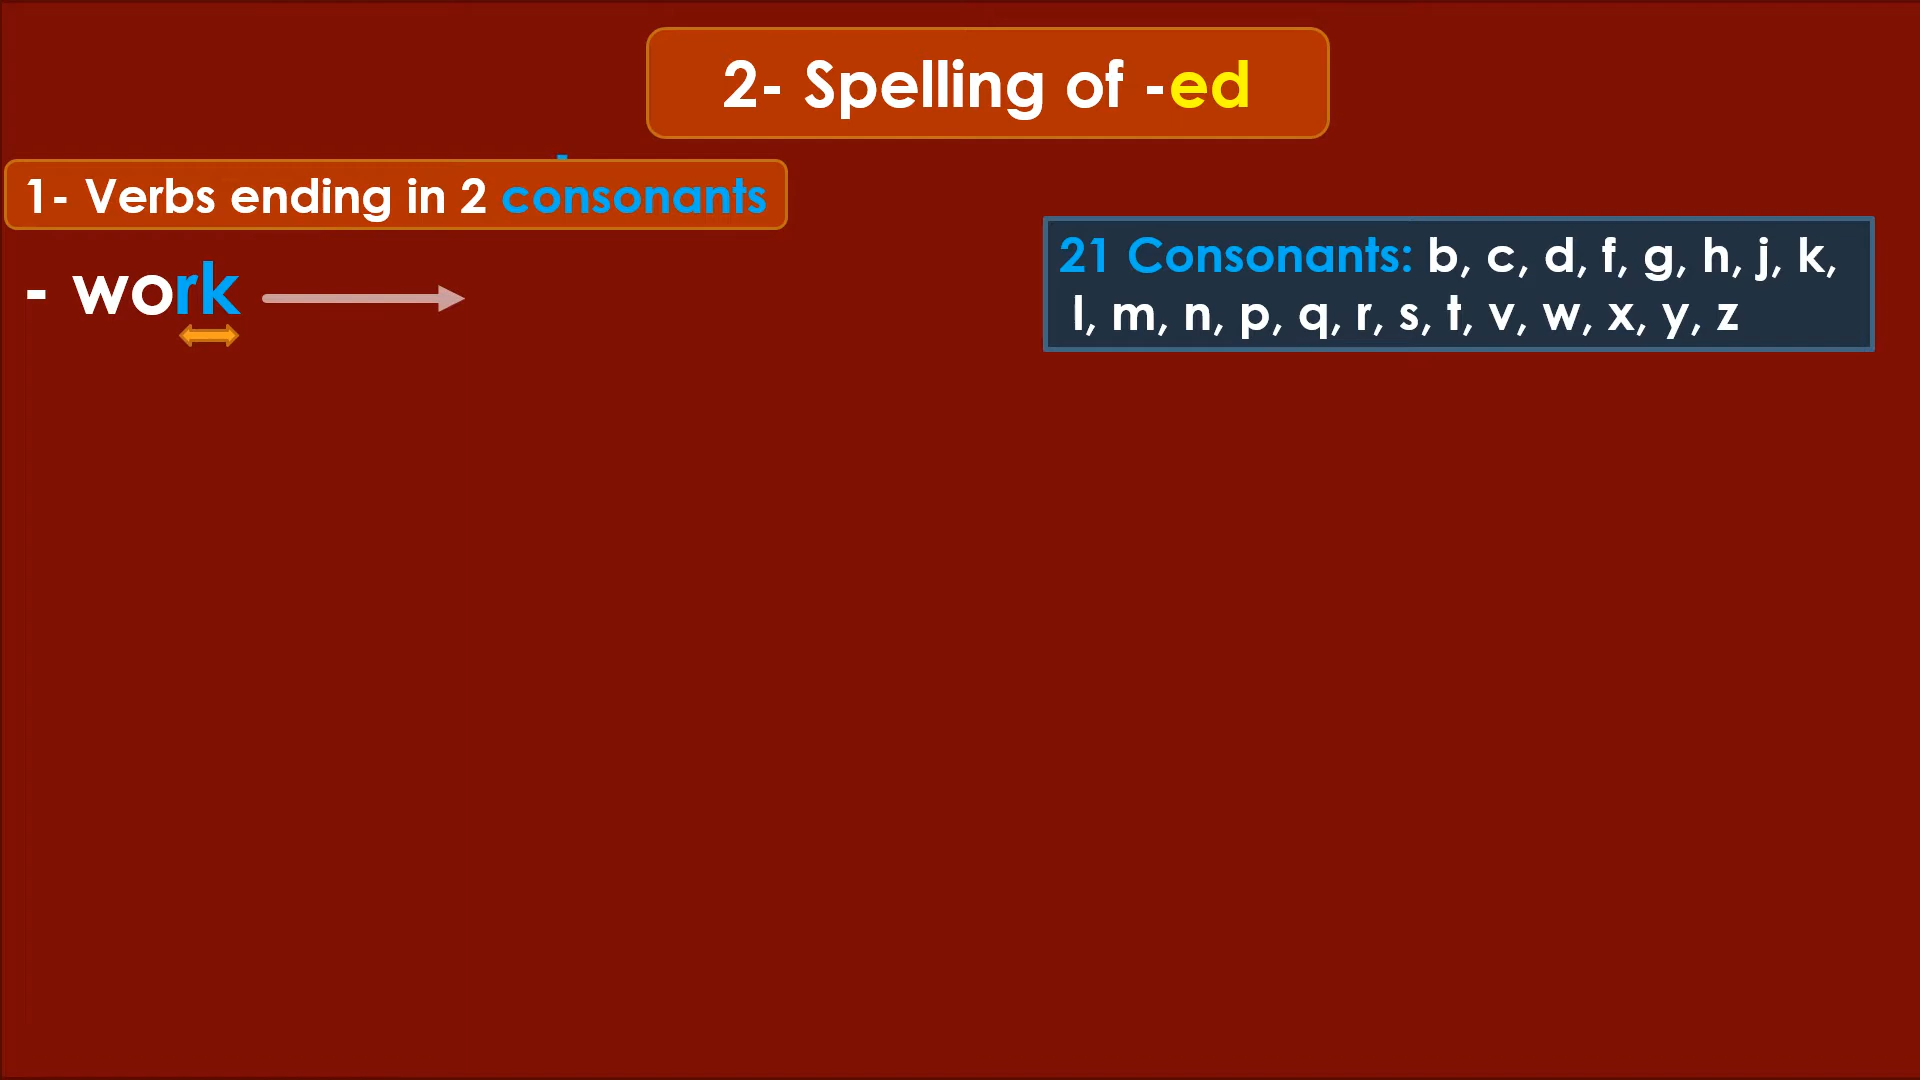 2- Spelling of -ed
1- Verbs ending in 2 consonants
- work
21 Consonants: b, c, d, f, g, h, j, k,
l, m, n, p, q, r, s, t, v, w, x, y, z